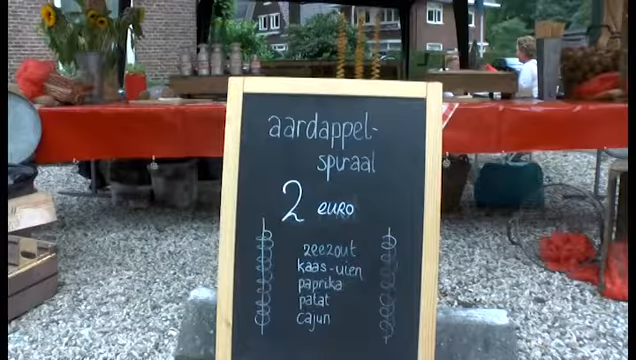 aardappel-
spiraal
2 euro
zeezout
kaas-uien
paprika
patat
cajun